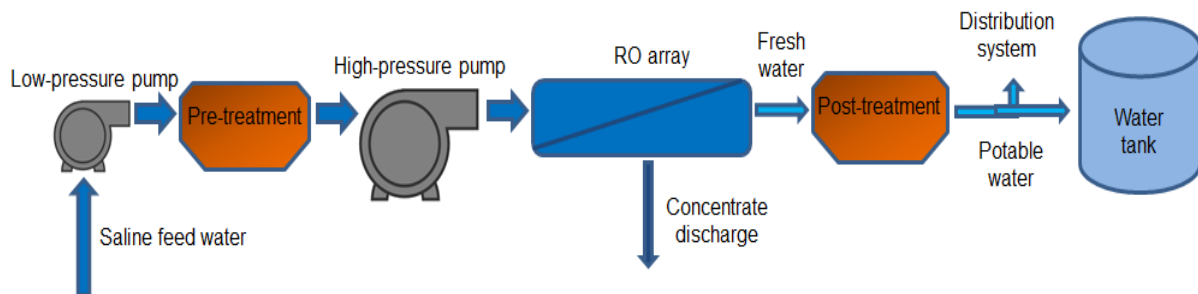 Low-pressure pump
Pre-treatment
Saline feed water
High-pressure pump
RO array
Concentrate
discharge
Fresh
water
Post-treatment
Distribution
system
Potable
water
Water
tank